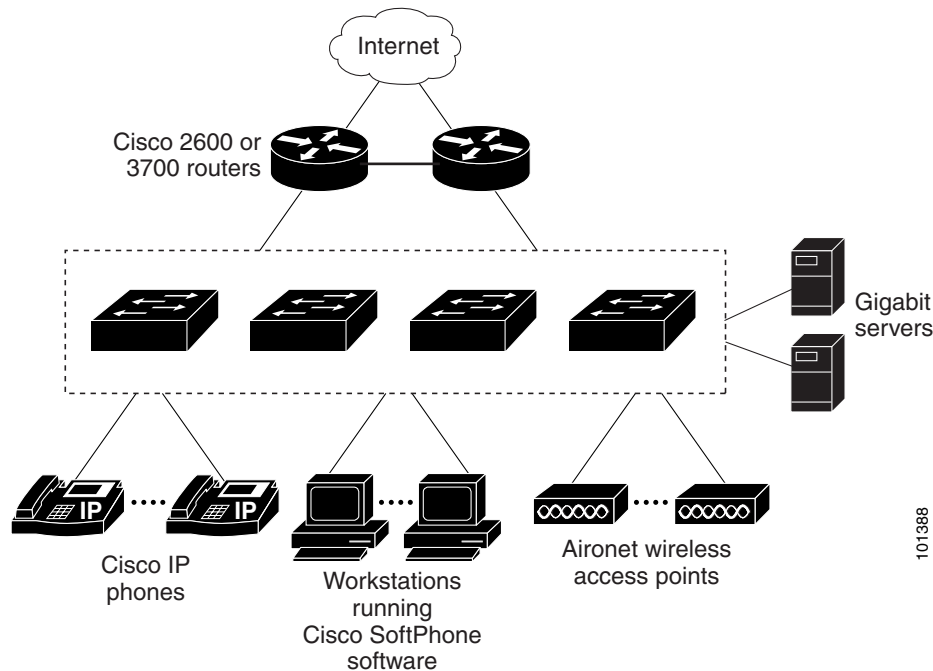 Internet
Cisco 2600 or
3700 routers
Gigabit
servers
IP
IP
Cisco IP
phones
Workstations
running
Cisco SoftPhone
software
Aironet wireless
access points
101388